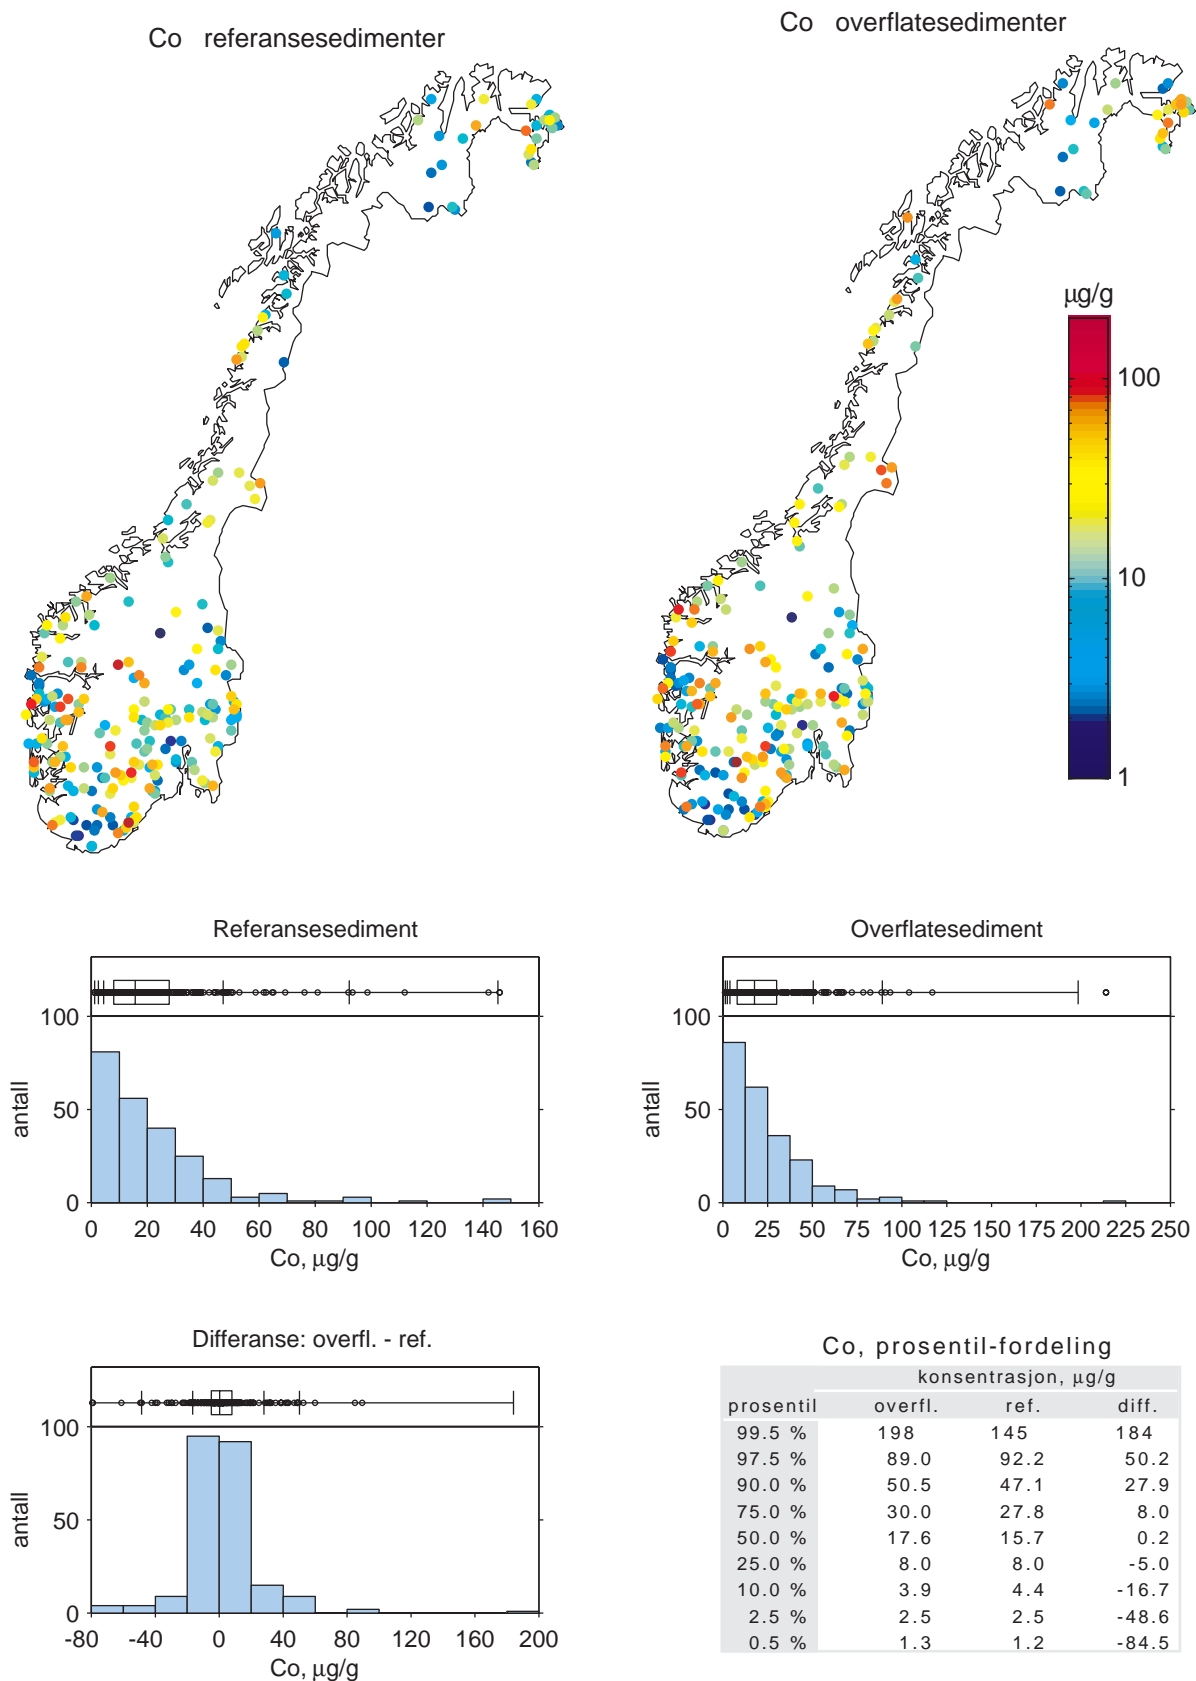 Co referansesedimenter
Co overflatesedimenter
µg/g
100
10
1
Referansesediment
100
50
0
antall
0 20 40 60 80 100 120 140 160
Co, µg/g
Overflatesediment
100
50
0
antall
0 25 50 75 100 125 150 175 200 225 250
Co, µg/g
Differanse: overfl. - ref.
100
50
0
antall
-80 -40 0 40 80 120 160 200
Co, µg/g
Co, prosentil-fordeling
konsentrasjon, µg/g
prosentil overfl. ref. diff.
99.5 % 198 145 184
97.5 % 89.0 92.2 50.2
90.0 % 50.5 47.1 27.9
75.0 % 30.0 27.8 8.0
50.0 % 17.6 15.7 0.2
25.0 % 8.0 8.0 -5.0
10.0 % 3.9 4.4 -16.7
2.5 % 2.5 2.5 -48.6
0.5 % 1.3 1.2 -84.5